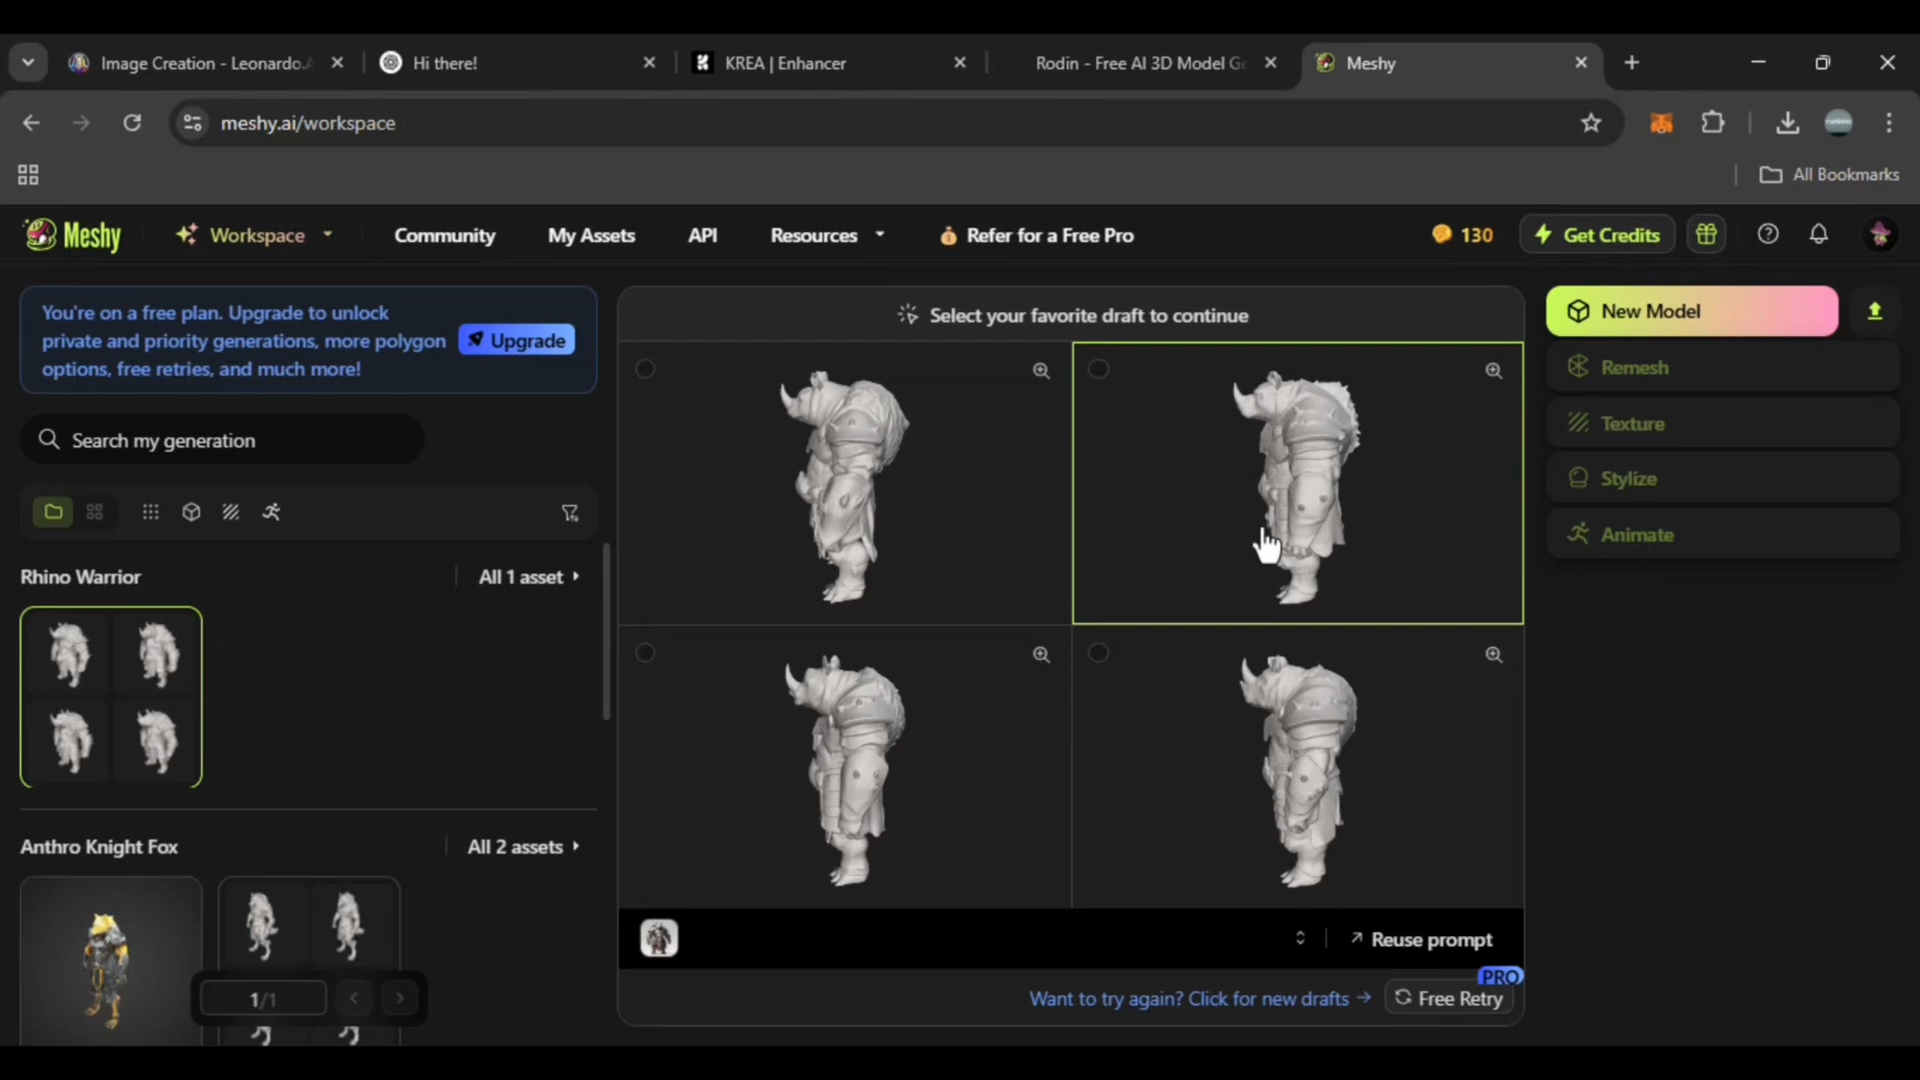 Image Creation - Leonardo.
Hi there!
KREA | Enhancer
Rodin - Free AI 3D Model Ge
Meshy
meshy.ai/workspace
All Bookmarks
Meshy
Workspace
Community
My Assets
API
Resources
Refer for a Free Pro
130
Get Credits
You're on a free plan. Upgrade to unlock
private and priority generations, more polygon
options, free retries, and much more!
Upgrade
Select your favorite draft to continue
New Model
Remesh
Texture
Stylize
Animate
Search my generation
Rhino Warrior
All 1 asset
Anthro Knight Fox
All 2 assets
1/1
Reuse prompt
PRO
Want to try again? Click for new drafts →
Free Retry